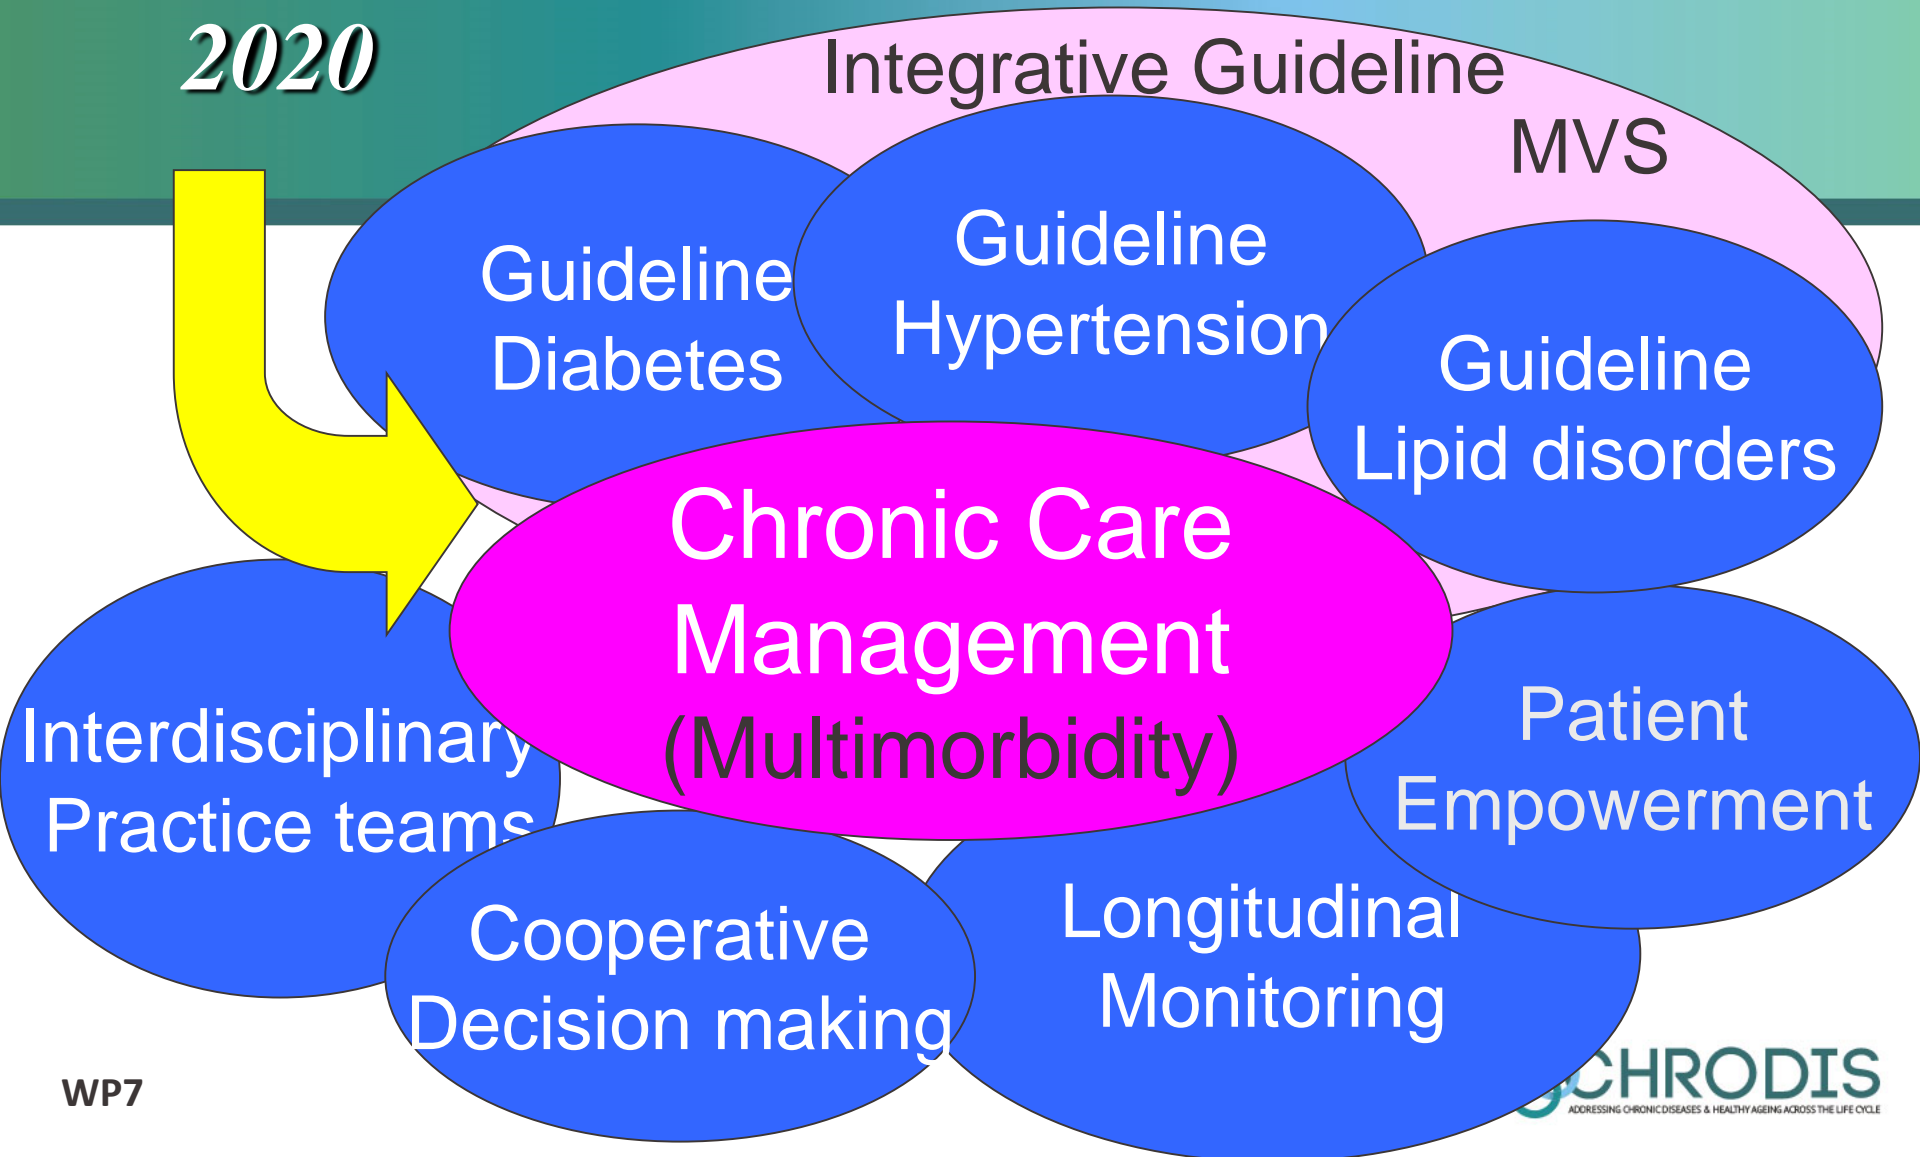 2020
Integrative Guideline
MVS
Guideline
Diabetes
Guideline
Hypertension
Guideline
Lipid disorders
Chronic Care
Management
(Multimorbidity)
Interdisciplinary
Practice teams
Cooperative
Decision making
Longitudinal
Monitoring
Patient
Empowerment
WP7
CHRODIS
ADDRESSING CHRONIC DISEASES & HEALTHY AGEING ACROSS THE LIFE CYCLE